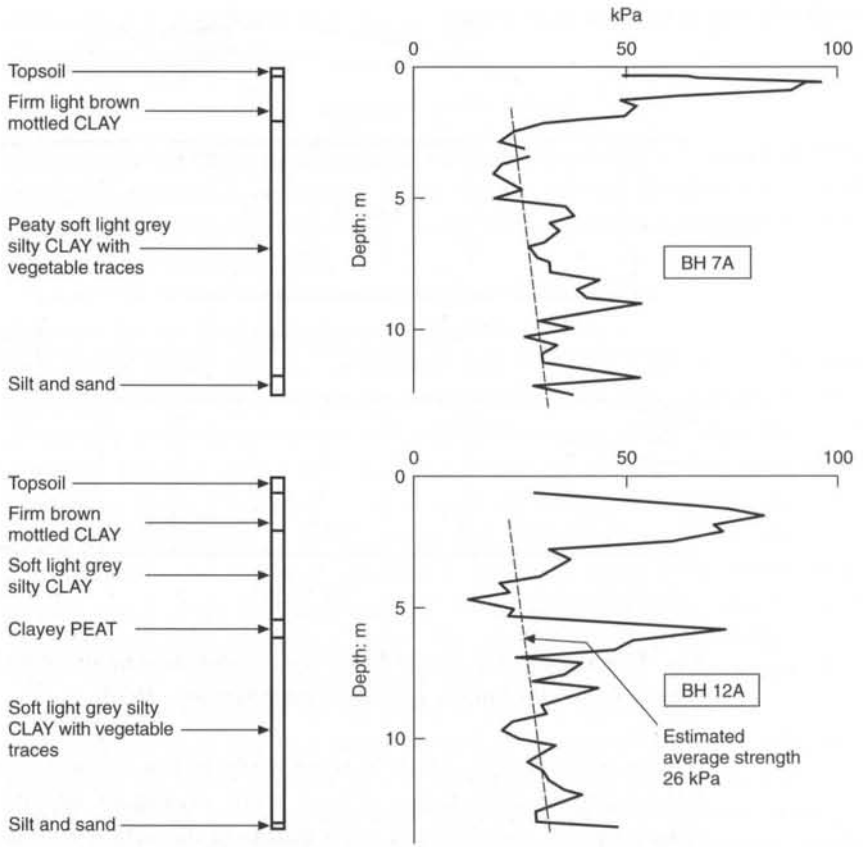 kPa
0 50 100
Topsoil
Firm light brown
mottled CLAY
Peaty soft light grey
silty CLAY with
vegetable traces
Silt and sand
0
5
10
Depth: m
BH 7A
0 50 100
Topsoil
Firm brown
mottled CLAY
Soft light grey
silty CLAY
Clayey PEAT
Soft light grey silty
CLAY with vegetable
traces
Silt and sand
0
5
10
Depth: m
BH 12A
Estimated
average strength
26 kPa